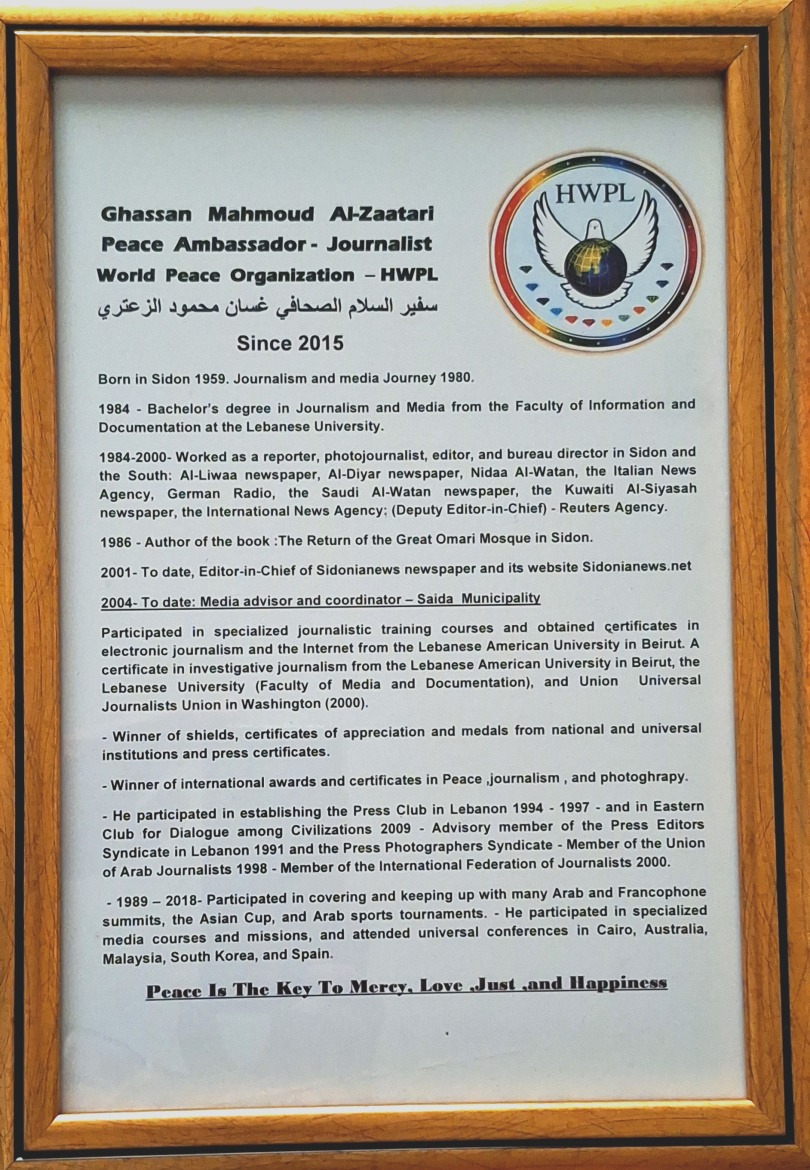 HWPL
Ghassan Mahmoud Al-Zaatari
Peace Ambassador - Journalist
World Peace Organization – HWPL
سفير السلام الصحافي غسان محمود الزعتري
Since 2015
Born in Sidon 1959. Journalism and media Journey 1980.
1984 - Bachelor's degree in Journalism and Media from the Faculty of Information and
Documentation at the Lebanese University.
1984-2000- Worked as a reporter, photojournalist, editor, and bureau director in Sidon and
the South: Al-Liwaa newspaper, Al-Diyar newspaper, Nidaa Al-Watan, the Italian News
Agency, German Radio, the Saudi Al-Watan newspaper, the Kuwaiti Al-Siyasah
newspaper, the International News Agency; (Deputy Editor-in-Chief) - Reuters Agency.
1986 - Author of the book :The Return of the Great Omari Mosque in Sidon.
2001- To date, Editor-in-Chief of Sidonianews newspaper and its website Sidonianews.net
2004- To date: Media advisor and coordinator – Saida Municipality
Participated in specialized journalistic training courses and obtained certificates in
electronic journalism and the Internet from the Lebanese American University in Beirut. A
certificate in investigative journalism from the Lebanese American University in Beirut, the
Lebanese University (Faculty of Media and Documentation), and Union Universal
Journalists Union in Washington (2000).
- Winner of shields, certificates of appreciation and medals from national and universal
institutions and press certificates.
- Winner of international awards and certificates in Peace ,journalism , and photoghrapy.
- He participated in establishing the Press Club in Lebanon 1994 - 1997 - and in Eastern
Club for Dialogue among Civilizations 2009 - Advisory member of the Press Editors
Syndicate in Lebanon 1991 and the Press Photographers Syndicate - Member of the Union
of Arab Journalists 1998 - Member of the International Federation of Journalists 2000.
- 1989 – 2018- Participated in covering and keeping up with many Arab and Francophone
summits, the Asian Cup, and Arab sports tournaments. - He participated in specialized
media courses and missions, and attended universal conferences in Cairo, Australia,
Malaysia, South Korea, and Spain.
Peace Is The Key To Mercy, Love ,Just ,and Happiness